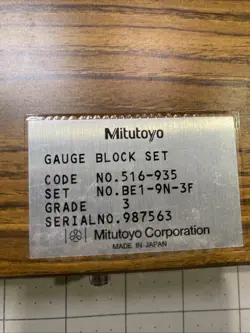 Mitutoyo
GAUGE BLOCK SET
CODE NO.516-935
SET NO.BE1-9N-3F
GRADE 3
SERIALNO.987563
Mitutoyo Corporation
MADE IN JAPAN